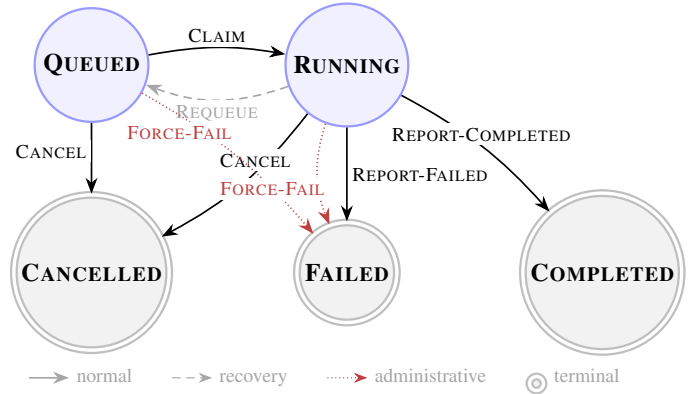 CLAIM
QUEUED
RUNNING
REQUEUE
FORCE-FAIL
REPORT-COMPLETED
CANCEL
CANCEL
REPORT-FAILED
FORCE-FAIL
CANCELLED
FAILED
COMPLETED
normal
recovery
administrative
terminal